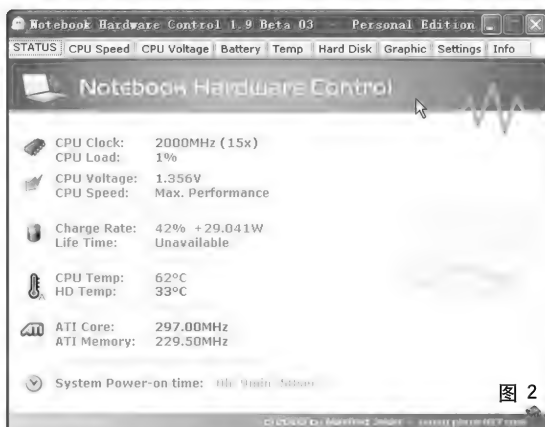 Notebook Hardware Control 1.9 Beta 03 - Personal Edition
STATUS CPU Speed CPU Voltage Battery Temp Hard Disk Graphic Settings Info
Notebook Hardware Control
CPU Clock: 2000MHz (15x)
CPU Load: 1%
CPU Voltage: 1.356V
CPU Speed: Max. Performance
Charge Rate: 42% +29.041W
Life Time: Unavailable
CPU Temp: 62°C
HD Temp: 33°C
ATI Core: 297.00MHz
ATI Memory: 229.50MHz
System Power-on time: 0h 9min
图 2